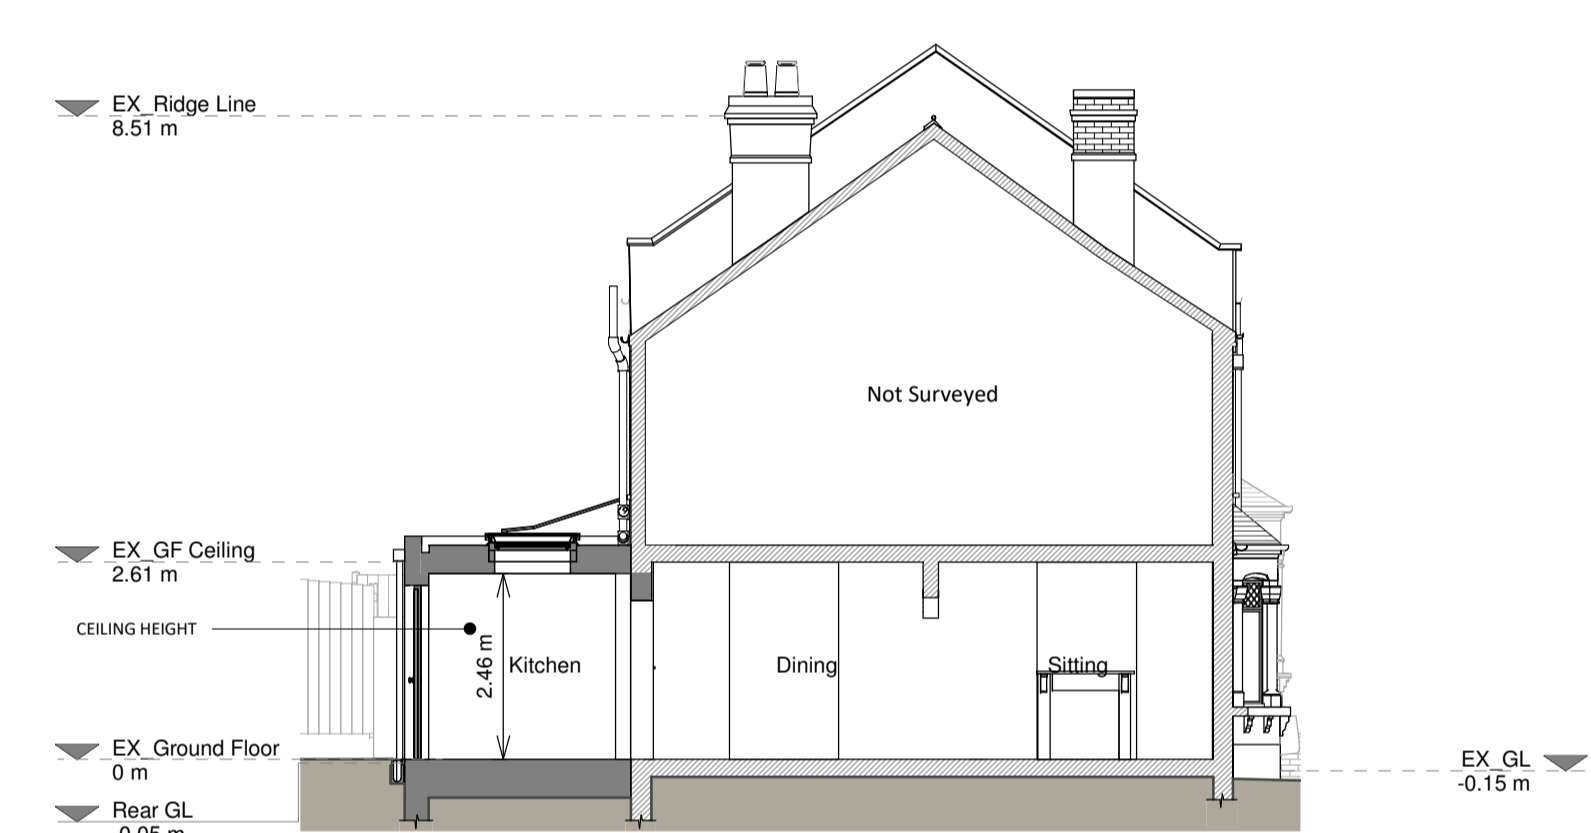 EX_Ridge Line
8.51 m
Not Surveyed
EX_GF Ceiling
2.61 m
CEILING HEIGHT
2.46 m
Kitchen
Dining
Sitting
EX_Ground Floor
0 m
EX_GL
-0.15 m
Rear GL